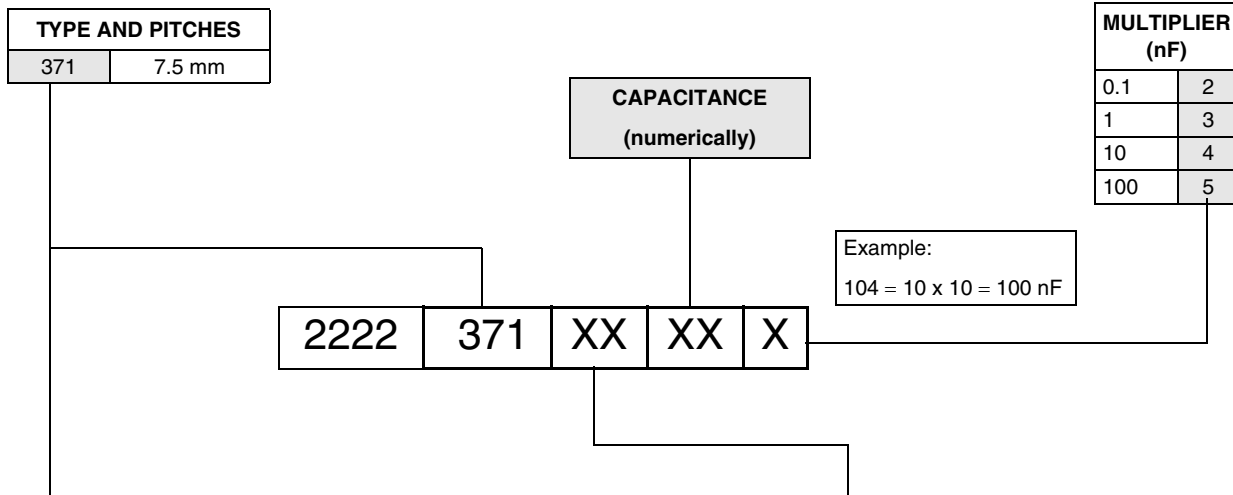 TYPE AND PITCHES
371 7.5 mm
CAPACITANCE
(numerically)
MULTIPLIER
(nF)
0.1 2
1 3
10 4
100 5
Example:
104 = 10 x 10 = 100 nF
2222 371 XX XX X